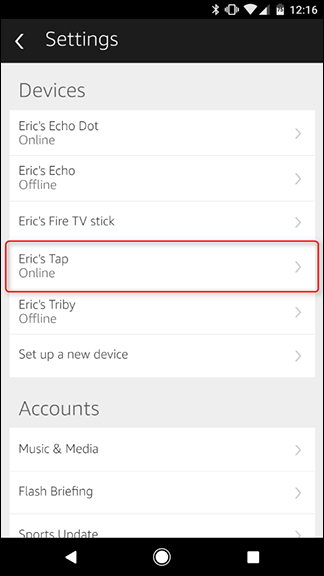 12:16
Settings
Devices
Eric's Echo Dot
Online
Eric's Echo
Offline
Eric's Fire TV stick
Eric's Tap
Online
Eric's Triby
Offline
Set up a new device
Accounts
Music & Media
Flash Briefing
Sports Update